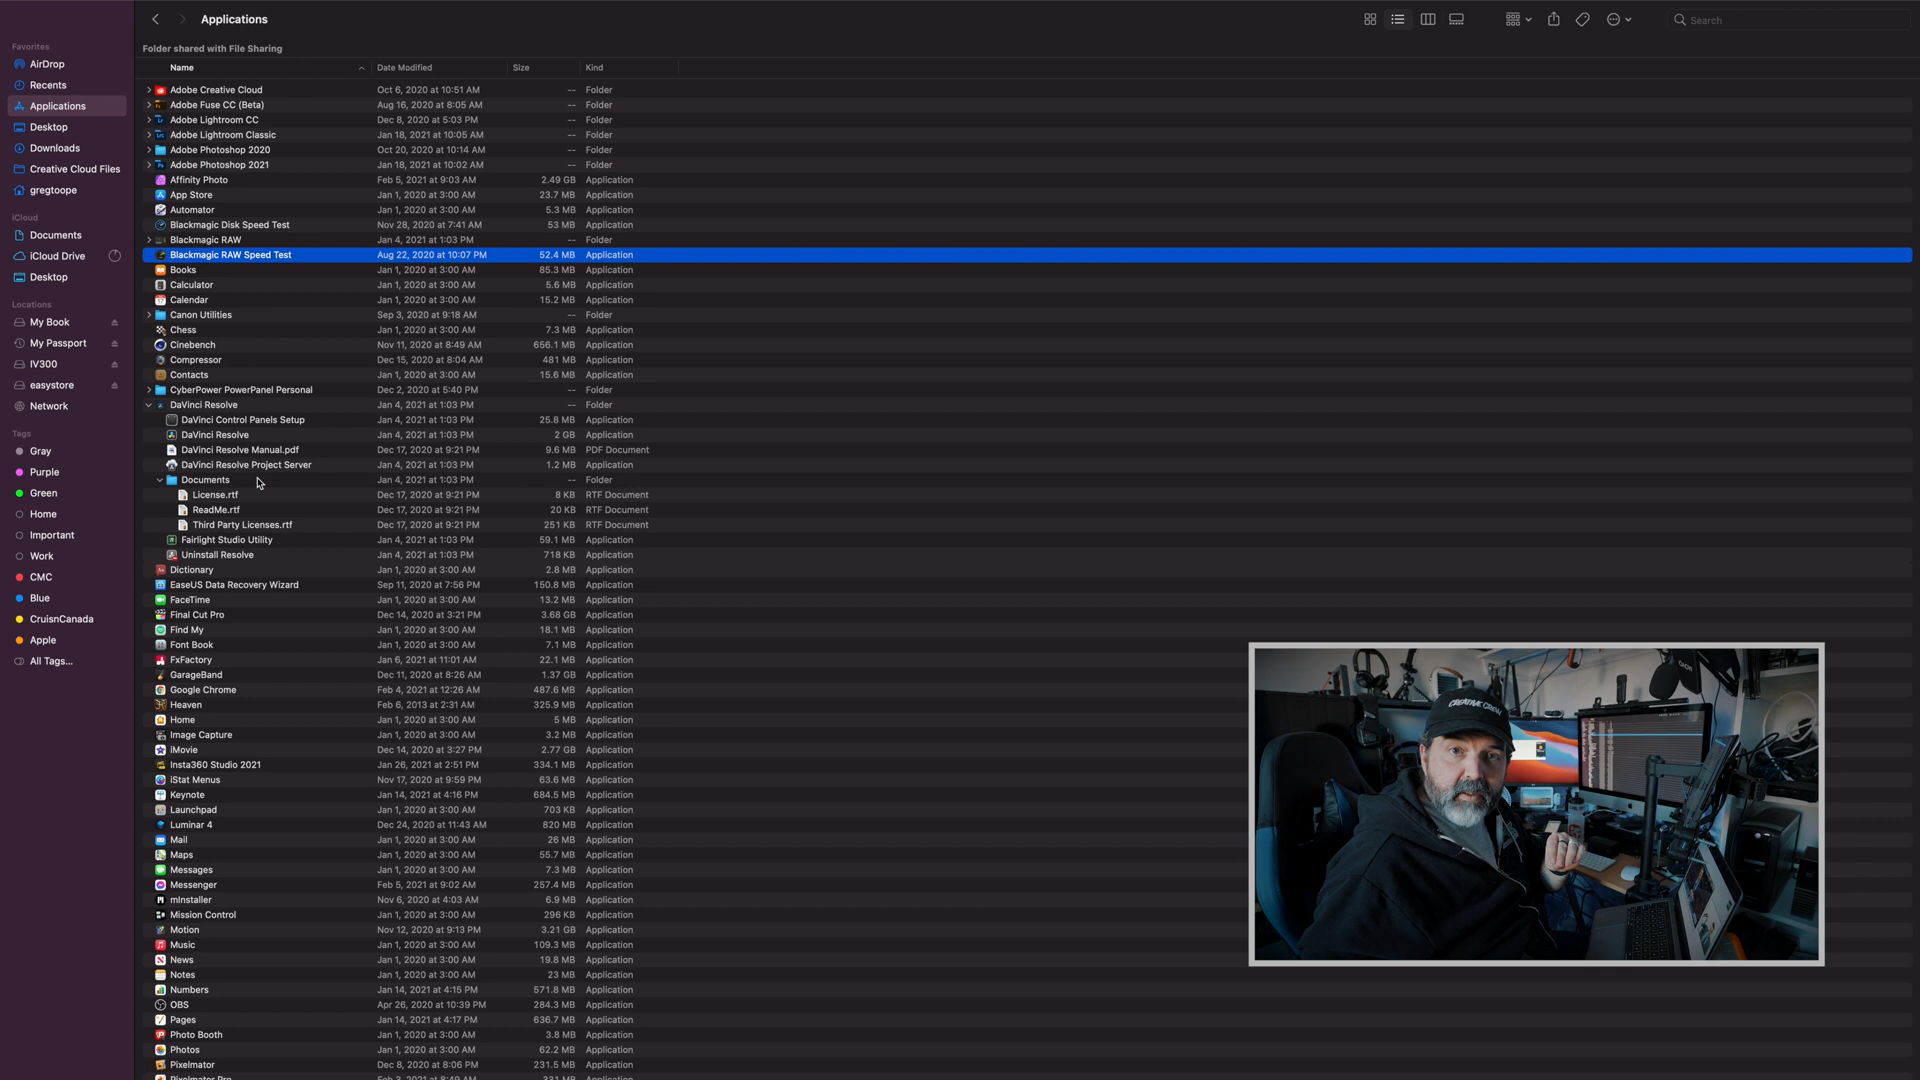 Applications
Search
Folder shared with File Sharing
Name Date Modified Size Kind
Favorites
AirDrop
Recents
Applications
Desktop
Downloads
Creative Cloud Files
gregtoope
iCloud
Documents
iCloud Drive
Desktop
Locations
My Book
My Passport
IV300
easystore
Network
Tags
Gray
Purple
Green
Home
Important
Work
CMC
Blue
CruisnCanada
Apple
All Tags...
Adobe Creative Cloud Oct 6, 2020 at 10:51 AM -- Folder
Adobe Fuse CC (Beta) Aug 16, 2020 at 8:05 AM -- Folder
Adobe Lightroom CC Dec 8, 2020 at 5:03 PM -- Folder
Adobe Lightroom Classic Jan 18, 2021 at 10:05 AM -- Folder
Adobe Photoshop 2020 Oct 20, 2020 at 10:14 AM -- Folder
Adobe Photoshop 2021 Jan 18, 2021 at 10:02 AM -- Folder
Affinity Photo Feb 5, 2021 at 9:03 AM 2.49 GB Application
App Store Jan 1, 2020 at 3:00 AM 23.7 MB Application
Automator Jan 1, 2020 at 3:00 AM 5.3 MB Application
Blackmagic Disk Speed Test Nov 28, 2020 at 7:41 AM 53 MB Application
Blackmagic RAW Jan 4, 2021 at 1:03 PM -- Folder
Blackmagic RAW Speed Test Aug 22, 2020 at 10:07 PM 52.4 MB Application
Books Jan 1, 2020 at 3:00 AM 85.3 MB Application
Calculator Jan 1, 2020 at 3:00 AM 5.6 MB Application
Calendar Jan 1, 2020 at 3:00 AM 15.2 MB Application
Canon Utilities Sep 3, 2020 at 9:18 AM -- Folder
Chess Jan 1, 2020 at 3:00 AM 7.3 MB Application
Cinebench Nov 11, 2020 at 8:49 AM 656.1 MB Application
Compressor Dec 15, 2020 at 8:04 AM 481 MB Application
Contacts Jan 1, 2020 at 3:00 AM 15.6 MB Application
CyberPower PowerPanel Personal Dec 2, 2020 at 5:40 PM -- Folder
DaVinci Resolve Jan 4, 2021 at 1:03 PM -- Folder
DaVinci Control Panels Setup Jan 4, 2021 at 1:03 PM 25.8 MB Application
DaVinci Resolve Jan 4, 2021 at 1:03 PM 2 GB Application
DaVinci Resolve Manual.pdf Dec 17, 2020 at 9:21 PM 9.6 MB PDF Document
DaVinci Resolve Project Server Jan 4, 2021 at 1:03 PM 1.2 MB Application
Documents Jan 4, 2021 at 1:03 PM -- Folder
License.rtf Dec 17, 2020 at 9:21 PM 8 KB RTF Document
ReadMe.rtf Dec 17, 2020 at 9:21 PM 20 KB RTF Document
Third Party Licenses.rtf Dec 17, 2020 at 9:21 PM 251 KB RTF Document
Fairlight Studio Utility Jan 4, 2021 at 1:03 PM 59.1 MB Application
Uninstall Resolve Jan 4, 2021 at 1:03 PM 718 KB Application
Dictionary Jan 1, 2020 at 3:00 AM 2.8 MB Application
EaseUS Data Recovery Wizard Sep 11, 2020 at 7:56 PM 150.8 MB Application
FaceTime Jan 1, 2020 at 3:00 AM 13.2 MB Application
Final Cut Pro Dec 14, 2020 at 3:21 PM 3.68 GB Application
Find My Jan 1, 2020 at 3:00 AM 18.1 MB Application
Font Book Jan 1, 2020 at 3:00 AM 7.1 MB Application
FxFactory Jan 6, 2021 at 11:01 AM 22.1 MB Application
GarageBand Dec 11, 2020 at 8:26 AM 1.37 GB Application
Google Chrome Feb 4, 2021 at 12:26 AM 487.6 MB Application
Heaven Feb 6, 2013 at 2:31 AM 325.9 MB Application
Home Jan 1, 2020 at 3:00 AM 5 MB Application
Image Capture Jan 1, 2020 at 3:00 AM 3.2 MB Application
iMovie Dec 14, 2020 at 3:27 PM 2.77 GB Application
Insta360 Studio 2021 Jan 26, 2021 at 2:51 PM 334.1 MB Application
iStat Menus Nov 17, 2020 at 9:59 PM 63.6 MB Application
Keynote Jan 14, 2021 at 4:16 PM 684.5 MB Application
Launchpad Jan 1, 2020 at 3:00 AM 703 KB Application
Luminar 4 Dec 24, 2020 at 11:43 AM 820 MB Application
Mail Jan 1, 2020 at 3:00 AM 26 MB Application
Maps Jan 1, 2020 at 3:00 AM 55.7 MB Application
Messages Jan 1, 2020 at 3:00 AM 7.3 MB Application
Messenger Feb 5, 2021 at 9:02 AM 257.4 MB Application
mInstaller Nov 6, 2020 at 4:03 AM 6.9 MB Application
Mission Control Jan 1, 2020 at 3:00 AM 296 KB Application
Motion Nov 12, 2020 at 9:13 PM 3.21 GB Application
Music Jan 1, 2020 at 3:00 AM 109.3 MB Application
News Jan 1, 2020 at 3:00 AM 19.8 MB Application
Notes Jan 1, 2020 at 3:00 AM 23 MB Application
Numbers Jan 14, 2021 at 4:15 PM 571.8 MB Application
OBS Apr 26, 2020 at 10:39 PM 284.3 MB Application
Pages Jan 14, 2021 at 4:17 PM 636.7 MB Application
Photo Booth Jan 1, 2020 at 3:00 AM 3.8 MB Application
Photos Jan 1, 2020 at 3:00 AM 62.2 MB Application
Pixelmator Dec 8, 2020 at 8:06 PM 231.5 MB Application
Pixelmator Pro Feb 3, 2021 at 8:49 AM 331 MB Application
CREATIVE CREW